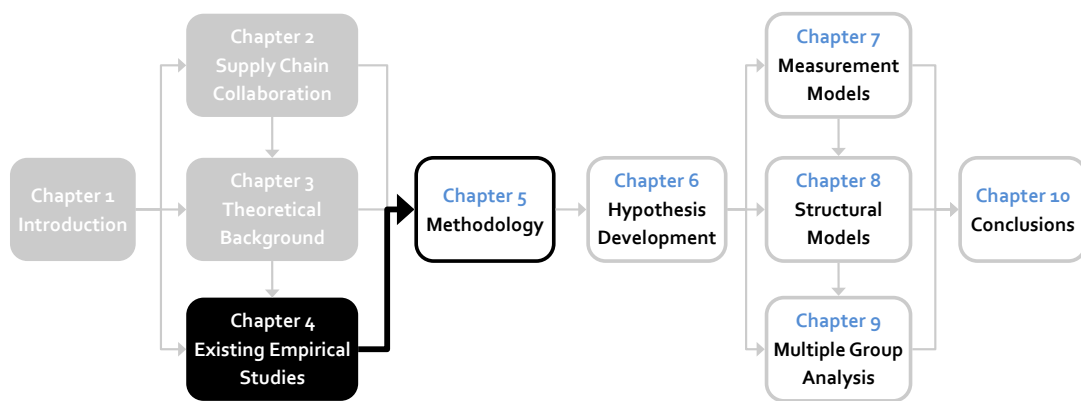 Chapter 1
Introduction
Chapter 2
Supply Chain
Collaboration
Chapter 3
Theoretical
Background
Chapter 4
Existing Empirical
Studies
Chapter 5
Methodology
Chapter 6
Hypothesis
Development
Chapter 7
Measurement
Models
Chapter 8
Structural
Models
Chapter 9
Multiple Group
Analysis
Chapter 10
Conclusions